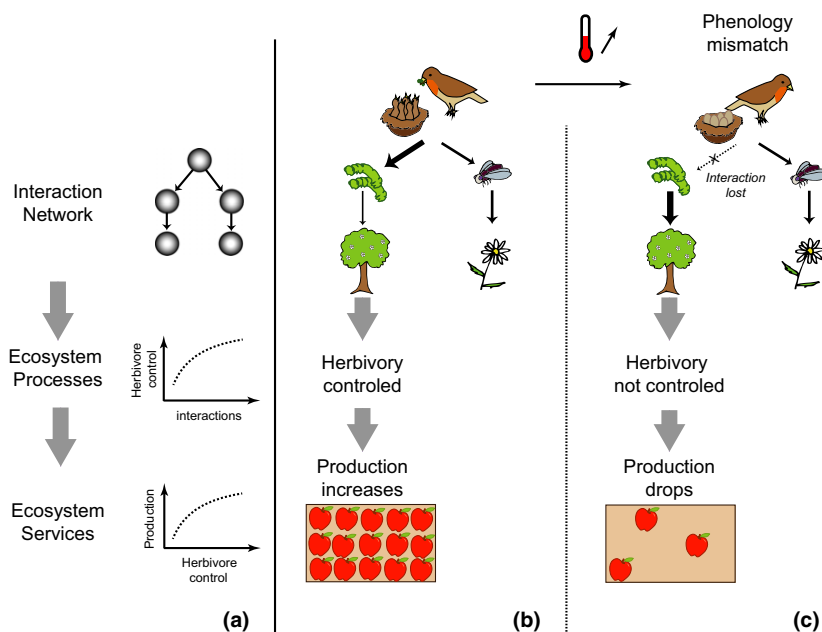 Interaction
Network
Ecosystem
Processes
Herbivore
control
interactions
Ecosystem
Services
Production
Herbivore
control
(a)
Herbivory
controled
Production
increases
(b)
Phenology
mismatch
Interaction
lost
Herbivory
not controled
Production
drops
(c)